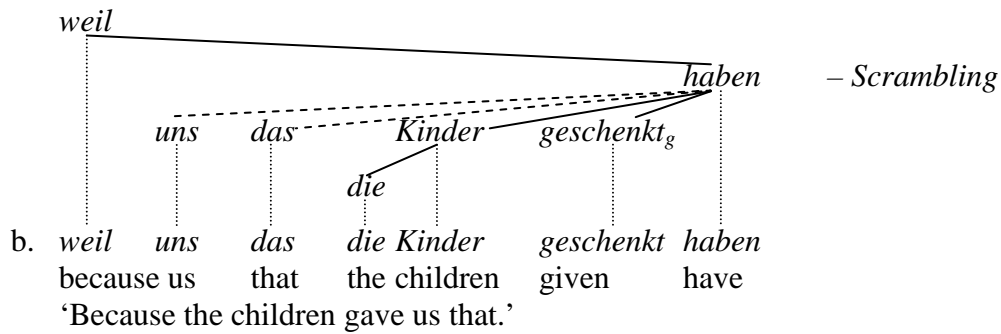 weil
haben – Scrambling
uns das Kinder geschenktg
die
b. weil uns das die Kinder geschenkt haben
because us that the children given have
‘Because the children gave us that.’